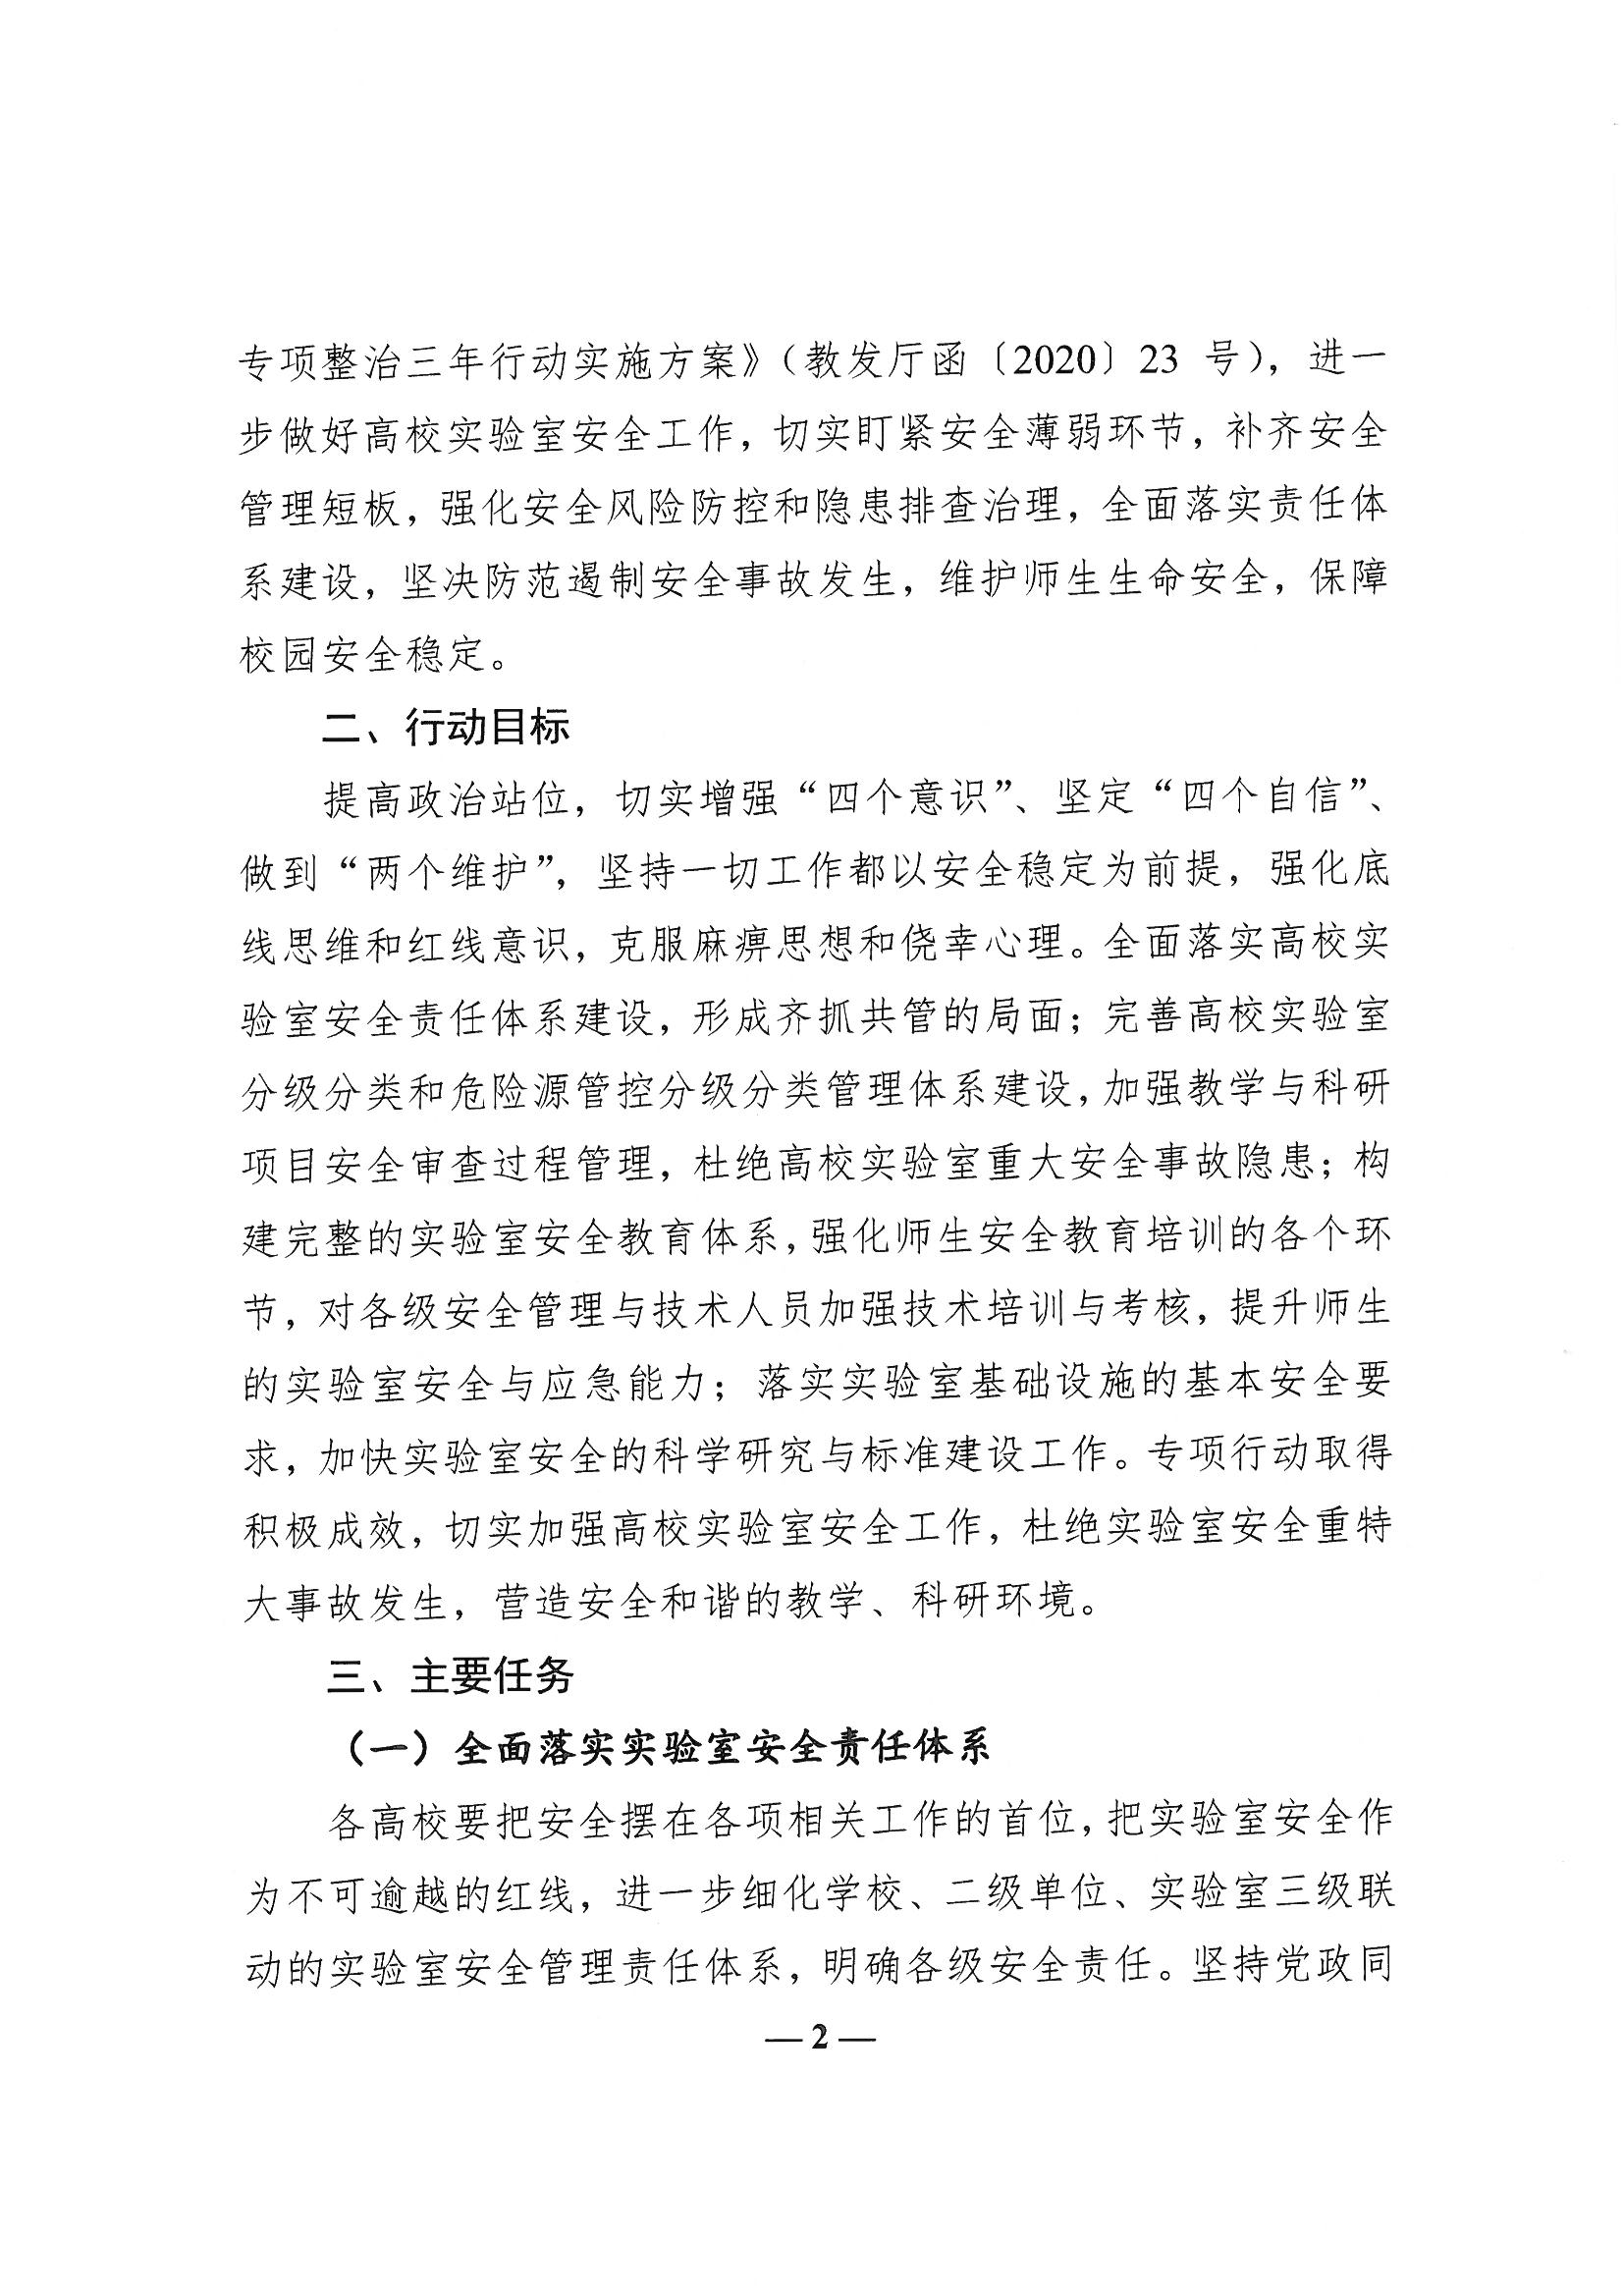 专项整治三年行动实施方案》（教发厅函〔2020〕23 号），进一
步做好高校实验室安全工作，切实盯紧安全薄弱环节，补齐安全
管理短板，强化安全风险防控和隐患排查治理，全面落实责任体
系建设，坚决防范遏制安全事故发生，维护师生生命安全，保障
校园安全稳定。
二、行动目标
提高政治站位，切实增强“四个意识”、坚定“四个自信”、
做到“两个维护”，坚持一切工作都以安全稳定为前提，强化底
线思维和红线意识，克服麻痹思想和侥幸心理。全面落实高校实
验室安全责任体系建设，形成齐抓共管的局面；完善高校实验室
分级分类和危险源管控分级分类管理体系建设，加强教学与科研
项目安全审查过程管理，杜绝高校实验室重大安全事故隐患；构
建完整的实验室安全教育体系，强化师生安全教育培训的各个环
节，对各级安全管理与技术人员加强技术培训与考核，提升师生
的实验室安全与应急能力；落实实验室基础设施的基本安全要
求，加快实验室安全的科学研究与标准建设工作。专项行动取得
积极成效，切实加强高校实验室安全工作，杜绝实验室安全重特
大事故发生，营造安全和谐的教学、科研环境。
三、主要任务
（一）全面落实实验室安全责任体系
各高校要把安全摆在各项相关工作的首位，把实验室安全作
为不可逾越的红线，进一步细化学校、二级单位、实验室三级联
动的实验室安全管理责任体系，明确各级安全责任。坚持党政同
— 2 —